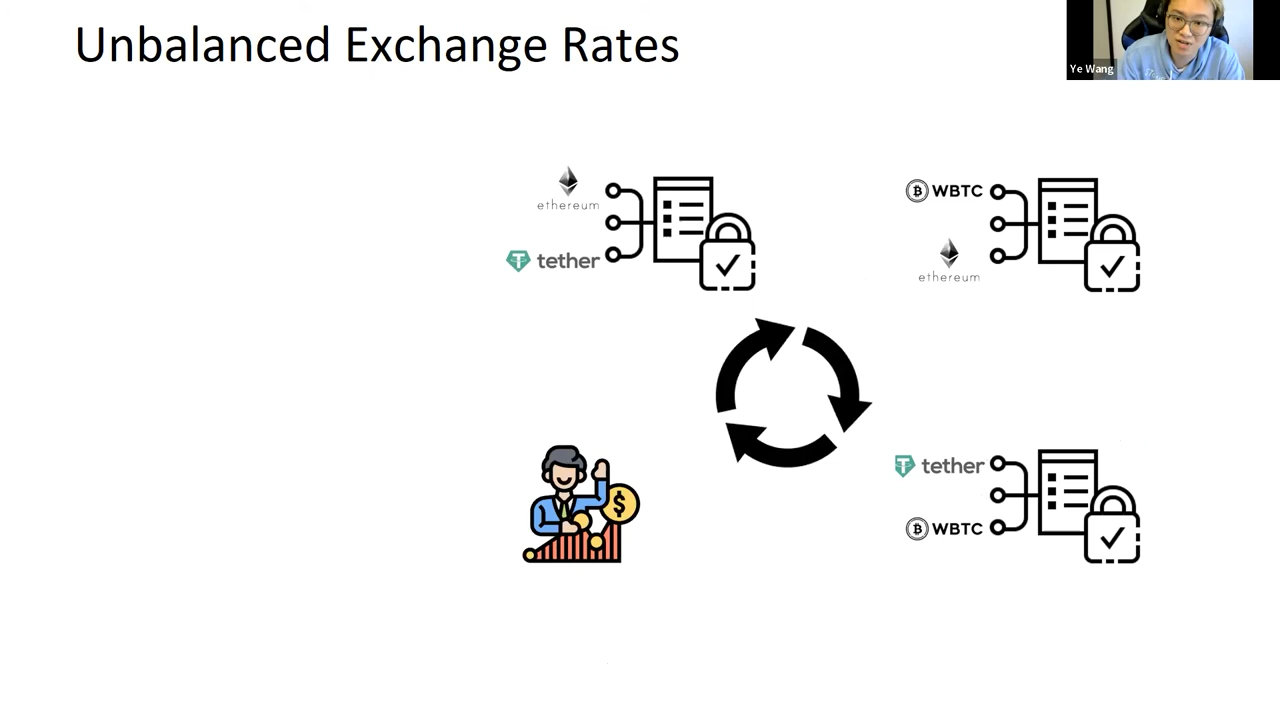 Unbalanced Exchange Rates
Ye Wang
ethereum
tether
WBTC
ethereum
tether
WBTC